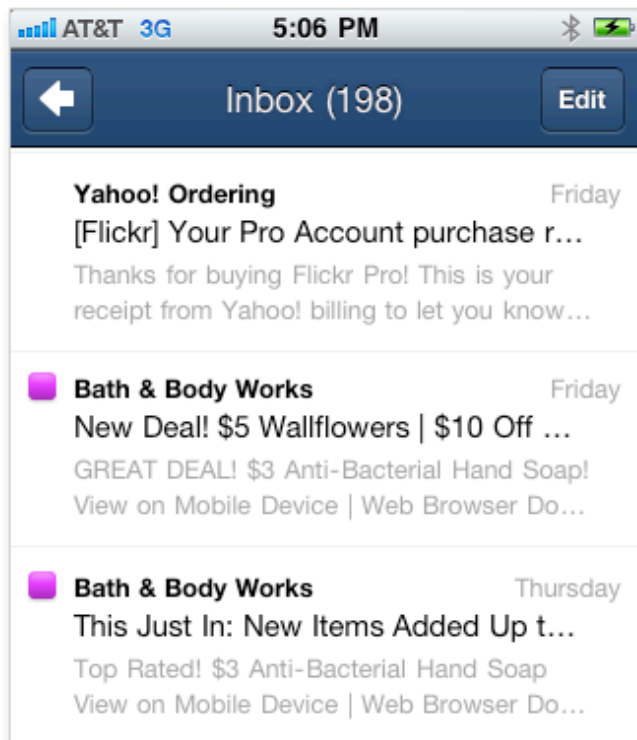 AT&T 3G 5:06 PM
Inbox (198) Edit
Yahoo! Ordering Friday
[Flickr] Your Pro Account purchase r...
Thanks for buying Flickr Pro! This is your
receipt from Yahoo! billing to let you know...
Bath & Body Works Friday
New Deal! $5 Wallflowers | $10 Off ...
GREAT DEAL! $3 Anti-Bacterial Hand Soap!
View on Mobile Device | Web Browser Do...
Bath & Body Works Thursday
This Just In: New Items Added Up t...
Top Rated! $3 Anti-Bacterial Hand Soap
View on Mobile Device | Web Browser Do...